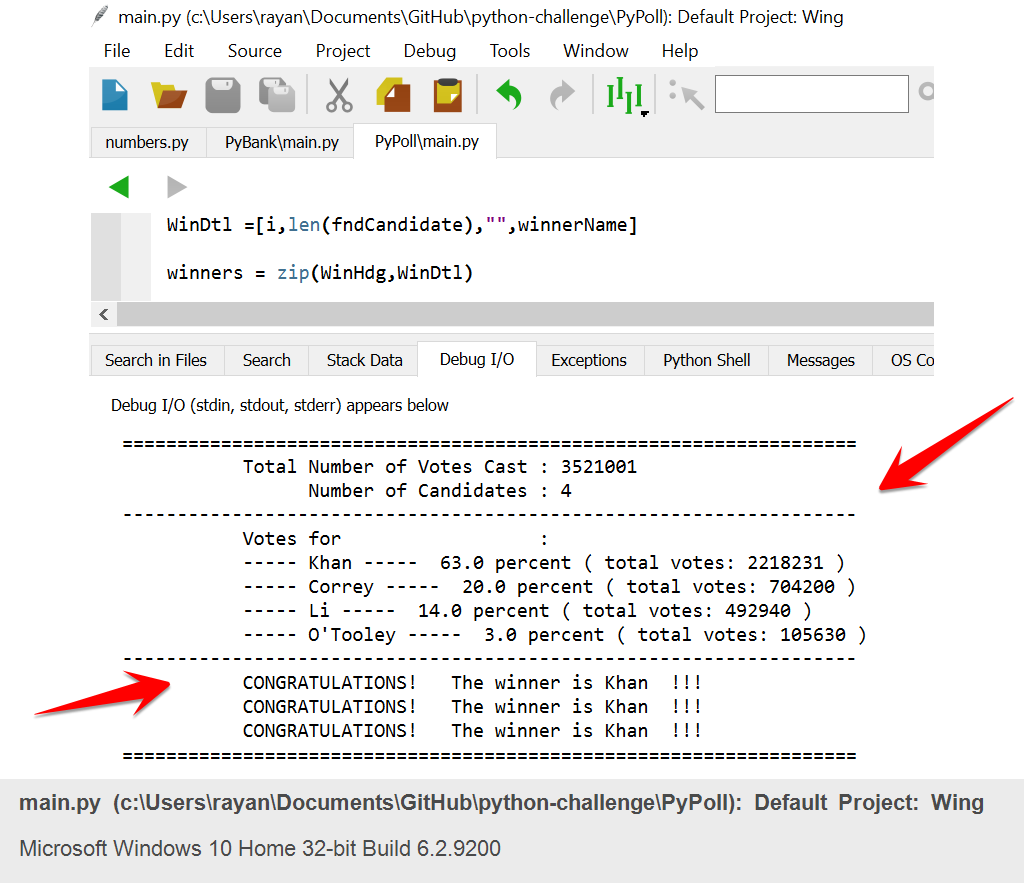 main.py (c:\Users\rayan\Documents\GitHub\python-challenge\PyPoll): Default Project: Wing
File Edit Source Project Debug Tools Window Help
numbers.py PyBank\main.py PyPoll\main.py
WinDtl =[i,len(fndCandidate),"",winnerName]
winners = zip(WinHdg,WinDtl)
Search in Files Search Stack Data Debug I/O Exceptions Python Shell Messages OS Co
Debug I/O (stdin, stdout, stderr) appears below
===================================================================
Total Number of Votes Cast : 3521001
Number of Candidates : 4
-------------------------------------------------------------------
Votes for :
----- Khan ----- 63.0 percent ( total votes: 2218231 )
----- Correy ----- 20.0 percent ( total votes: 704200 )
----- Li ----- 14.0 percent ( total votes: 492940 )
----- O'Tooley ----- 3.0 percent ( total votes: 105630 )
-------------------------------------------------------------------
CONGRATULATIONS! The winner is Khan !!!
CONGRATULATIONS! The winner is Khan !!!
CONGRATULATIONS! The winner is Khan !!!
===================================================================
main.py (c:\Users\rayan\Documents\GitHub\python-challenge\PyPoll): Default Project: Wing
Microsoft Windows 10 Home 32-bit Build 6.2.9200